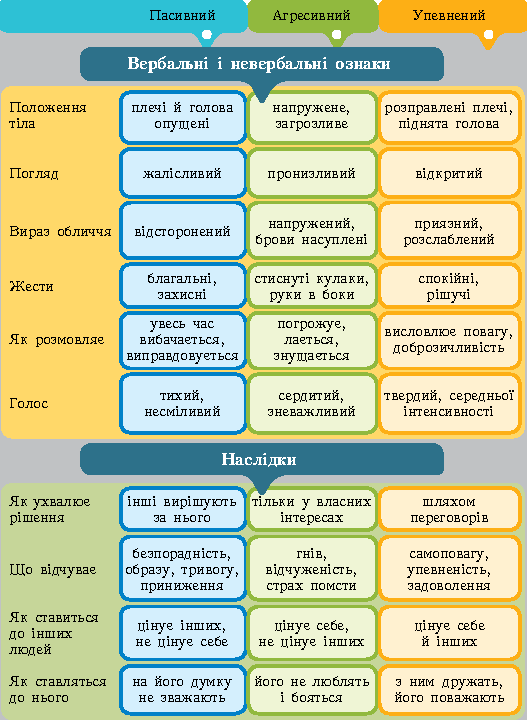 Пасивний
Агресивний
Упевнений
Вербальні і невербальні ознаки
Положення
тіла
плечі й голова
опущені
напружене,
загрозливе
розправлені плечі,
піднята голова
Погляд
жалісливий
пронизливий
відкритий
Вираз обличчя
відсторонений
напружений,
брови насуплені
приязний,
розслаблений
Жести
благальні,
захисні
стиснуті кулаки,
руки в боки
спокійні,
рішучі
Як розмовляє
увесь час
вибачається,
виправдовується
погрожує,
лається,
знущається
висловлює повагу,
доброзичливість
Голос
тихий,
несміливий
сердитий,
зневажливий
твердий, середньої
інтенсивності
Наслідки
Як ухвалює
рішення
інші вирішують
за нього
тільки у власних
інтересах
шляхом
переговорів
Що відчуває
безпорадність,
образу, тривогу,
приниження
гнів,
відчуженість,
страх помсти
самоповагу,
упевненість,
задоволення
Як ставиться
до інших
людей
цінує інших,
не цінує себе
цінує себе,
не цінує інших
цінує себе
й інших
Як ставляться
до нього
на його думку
не зважають
його не люблять
і бояться
з ним дружать,
його поважають